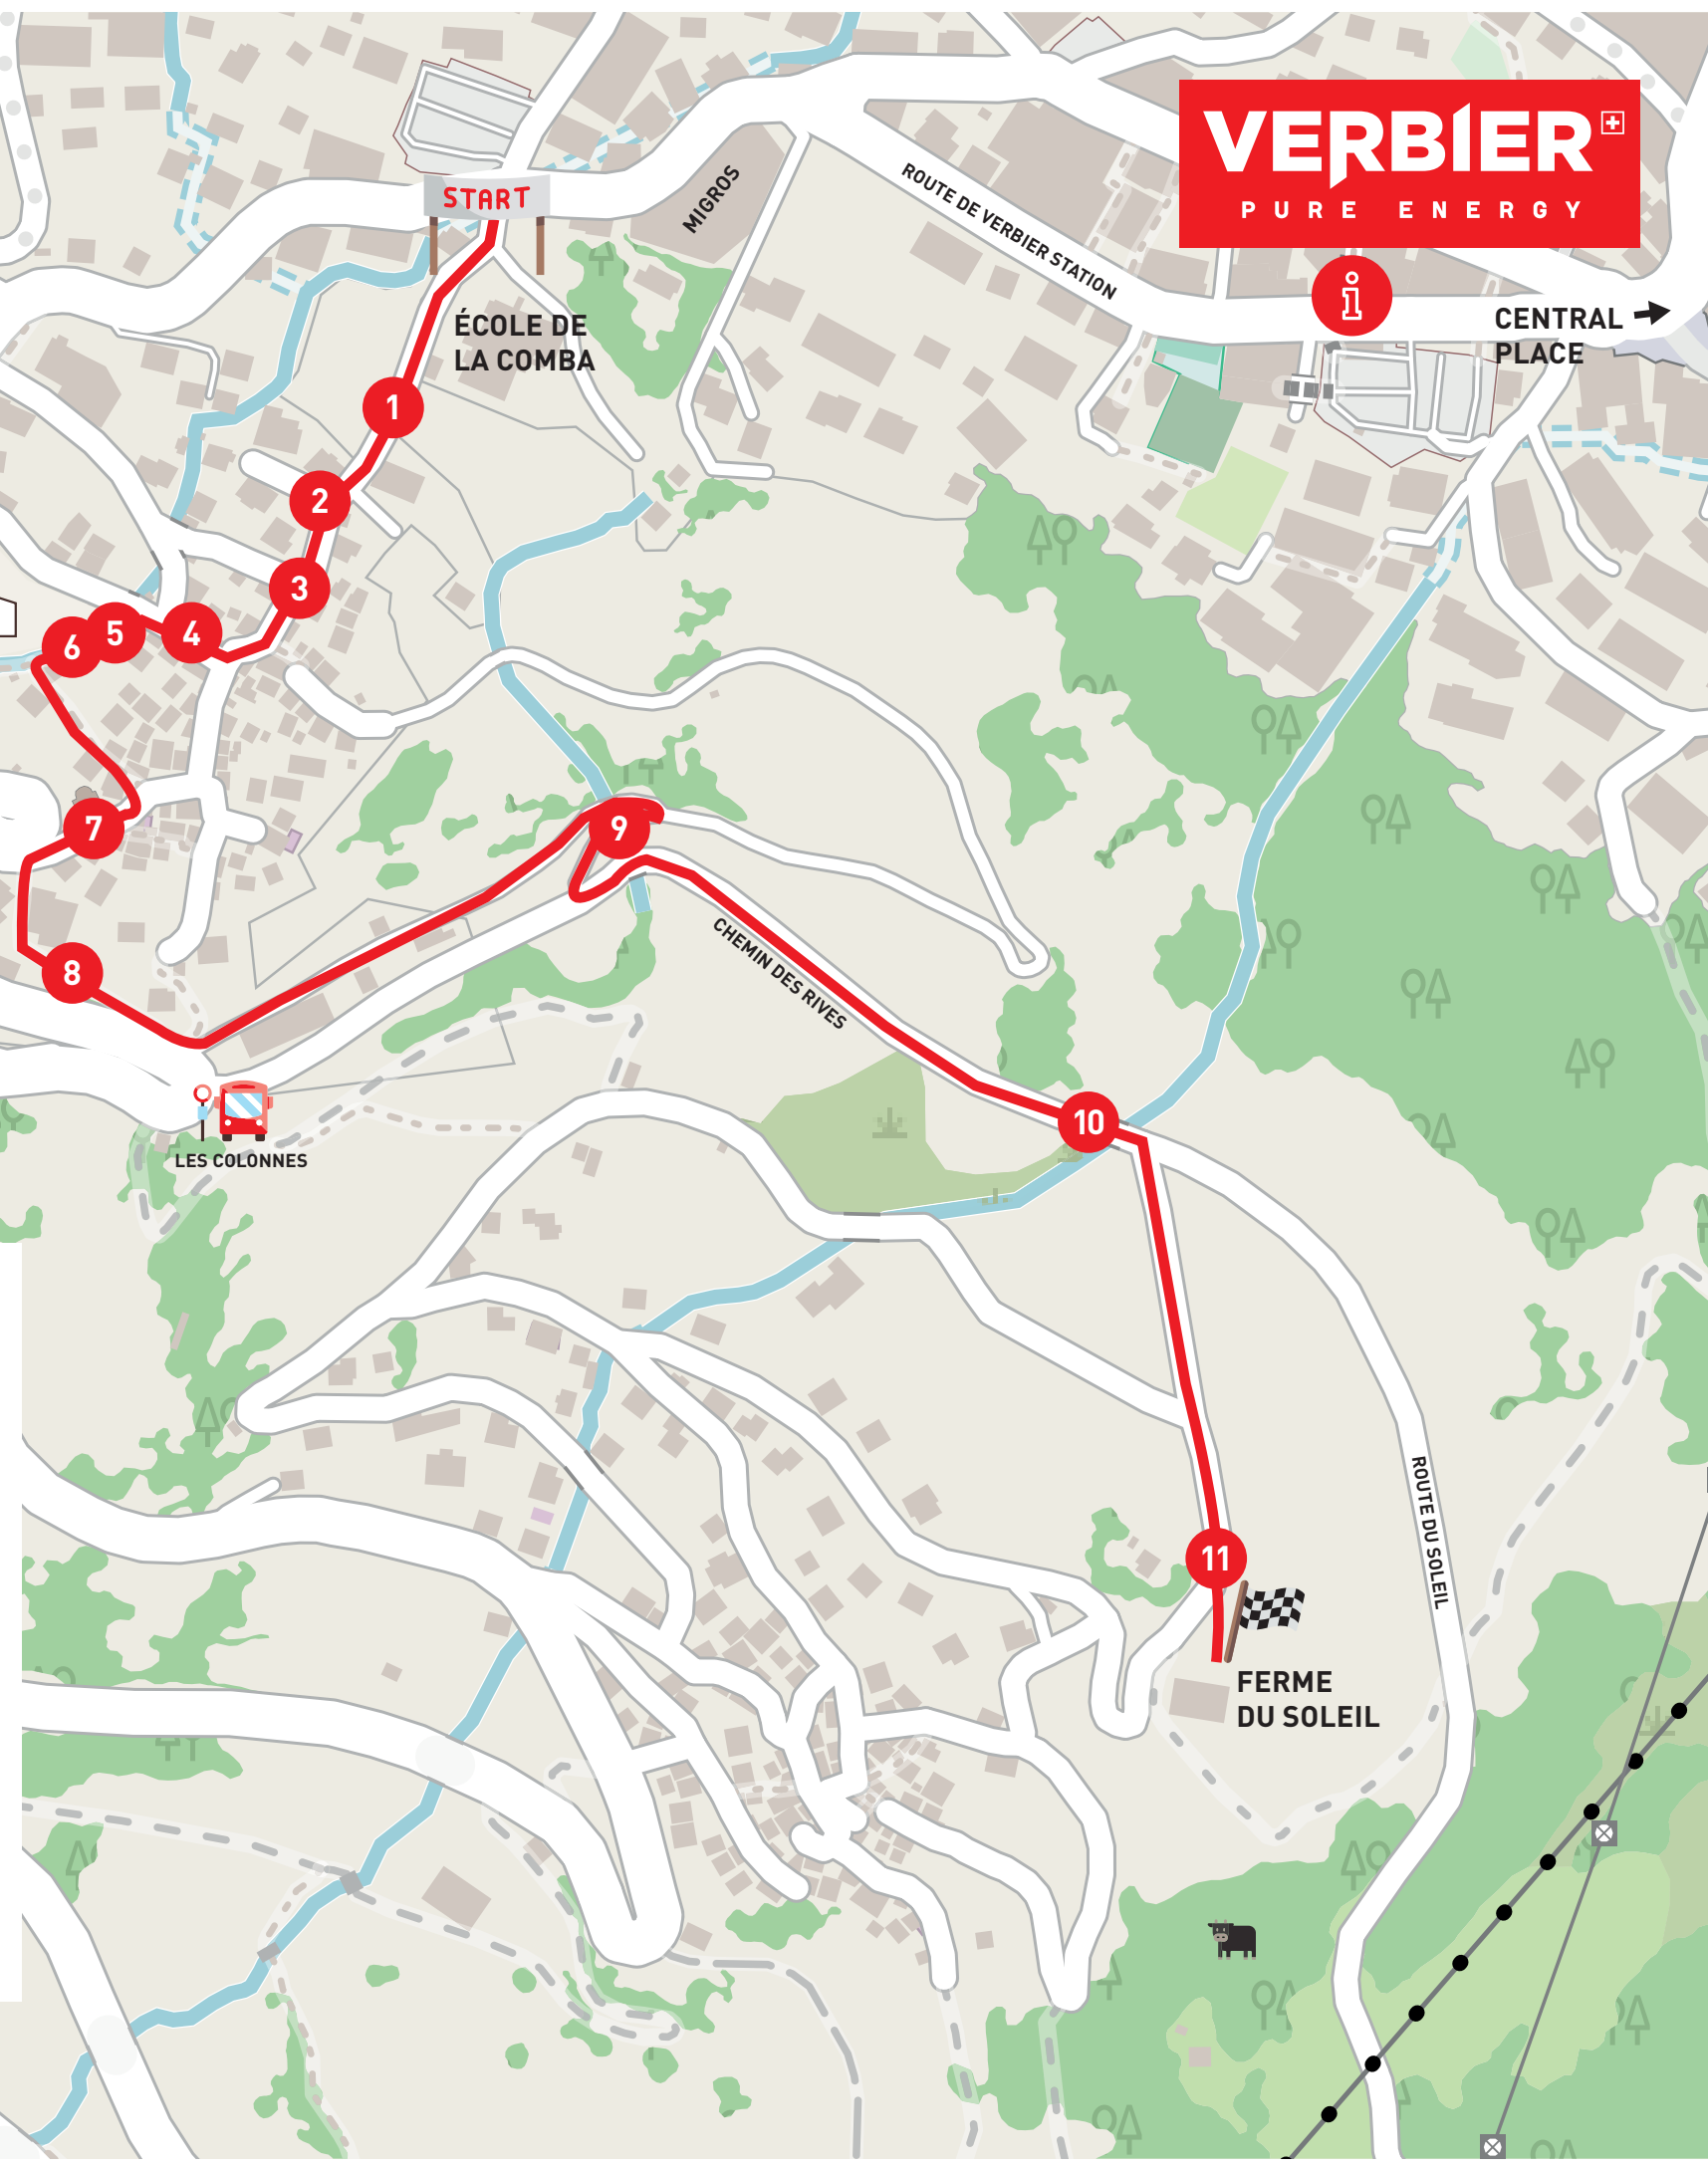 VERBIER
PURE ENERGY
START
MIGROS
ROUTE DE VERBIER STATION
i
CENTRAL
PLACE
ÉCOLE DE
LA COMBA
1
2
3
4
5
6
7
8
9
CHEMIN DES RIVES
10
LES COLONNES
ROUTE DU SOLEIL
11
FERME
DU SOLEIL